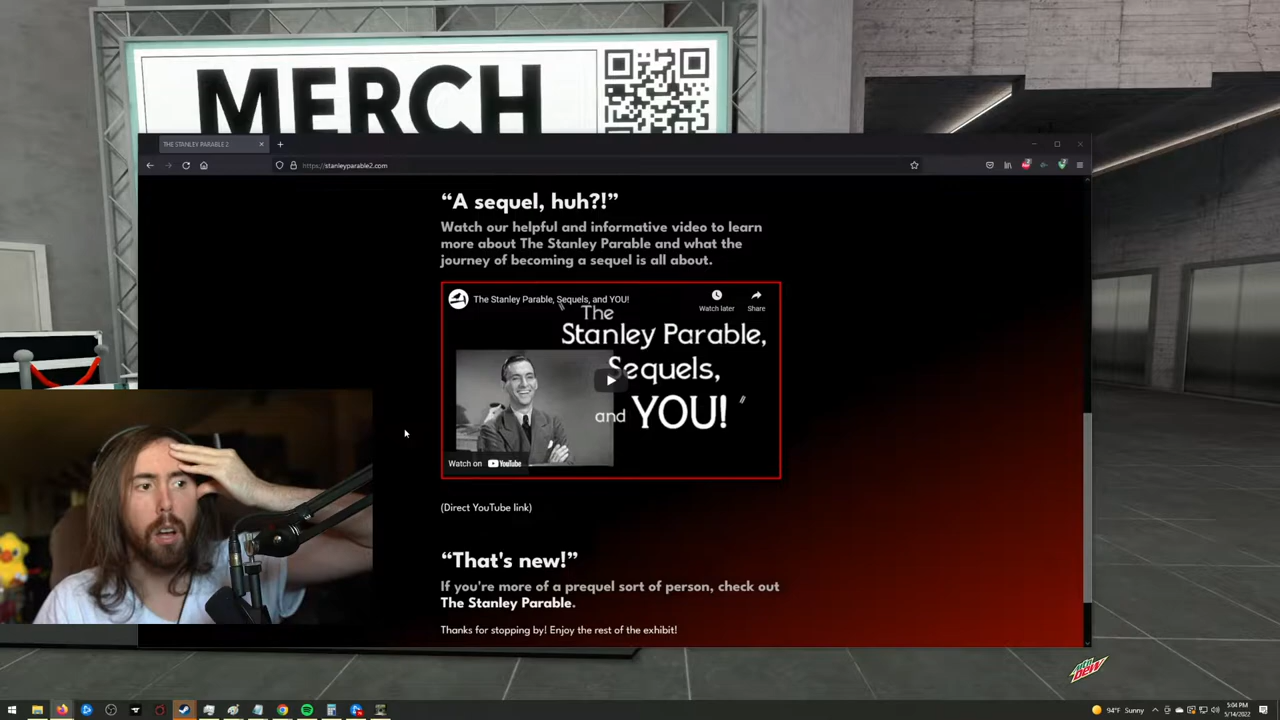 MERCH
THE STANLEY PARABLE 2
https://stanleyparable2.com
“A sequel, huh?!”
Watch our helpful and informative video to learn
more about The Stanley Parable and what the
journey of becoming a sequel is all about.
The Stanley Parable, Sequels, and YOU!
Watch later
Share
"The
Stanley Parable,
Sequels,
and YOU!"
Watch on YouTube
(Direct YouTube link)
“That's new!”
If you're more of a prequel sort of person, check out
The Stanley Parable.
Thanks for stopping by! Enjoy the rest of the exhibit!
mtn dew
94°F Sunny
5:04 PM
5/14/2022